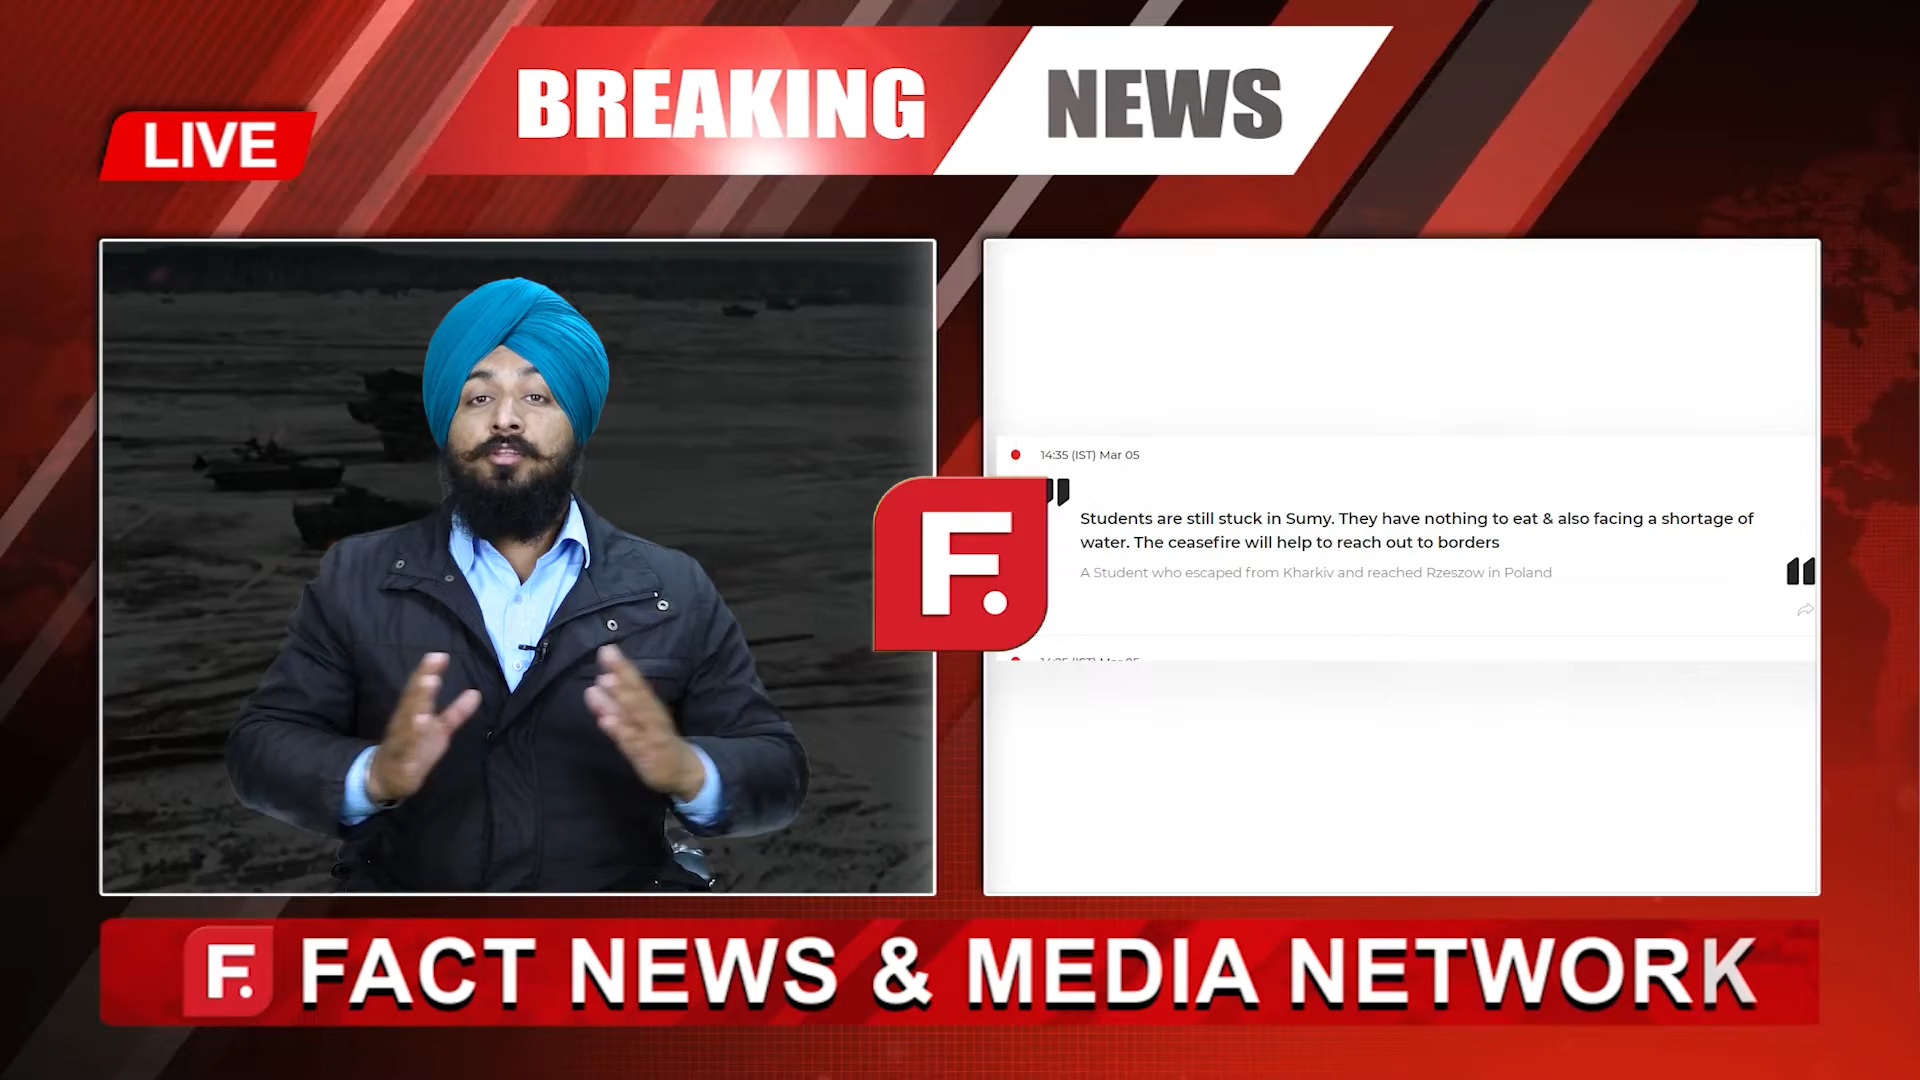 BREAKING NEWS
LIVE
14:35 (IST) Mar 05
Students are still stuck in Sumy. They have nothing to eat & also facing a shortage of
water. The ceasefire will help to reach out to borders
A Student who escaped from Kharkiv and reached Rzeszow in Poland
F.
F. FACT NEWS & MEDIA NETWORK